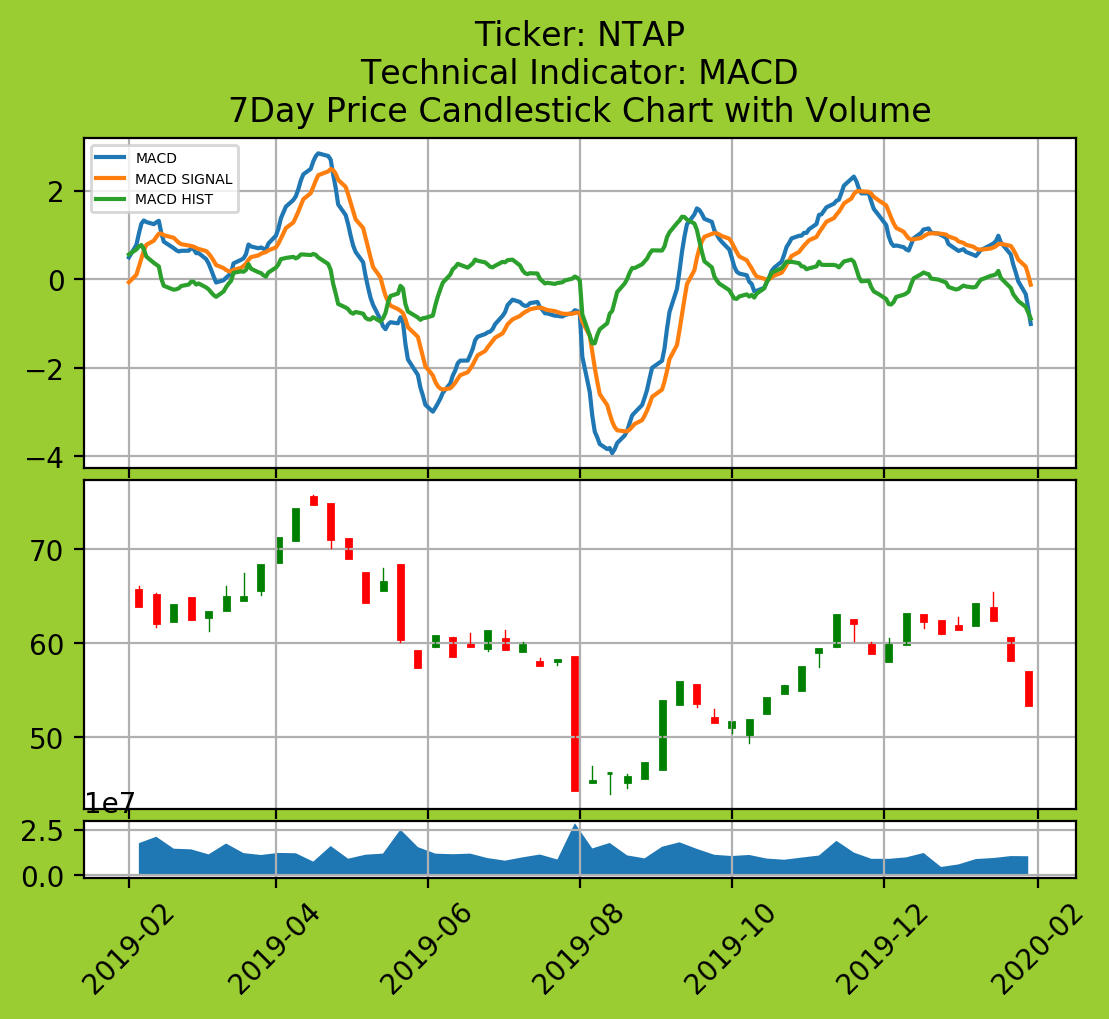 Ticker: NTAP
Technical Indicator: MACD
7Day Price Candlestick Chart with Volume
MACD
MACD SIGNAL
MACD HIST
2
0
−2
−4
70
60
50
1e7
2.5
0.0
2019-02
2019-04
2019-06
2019-08
2019-10
2019-12
2020-02